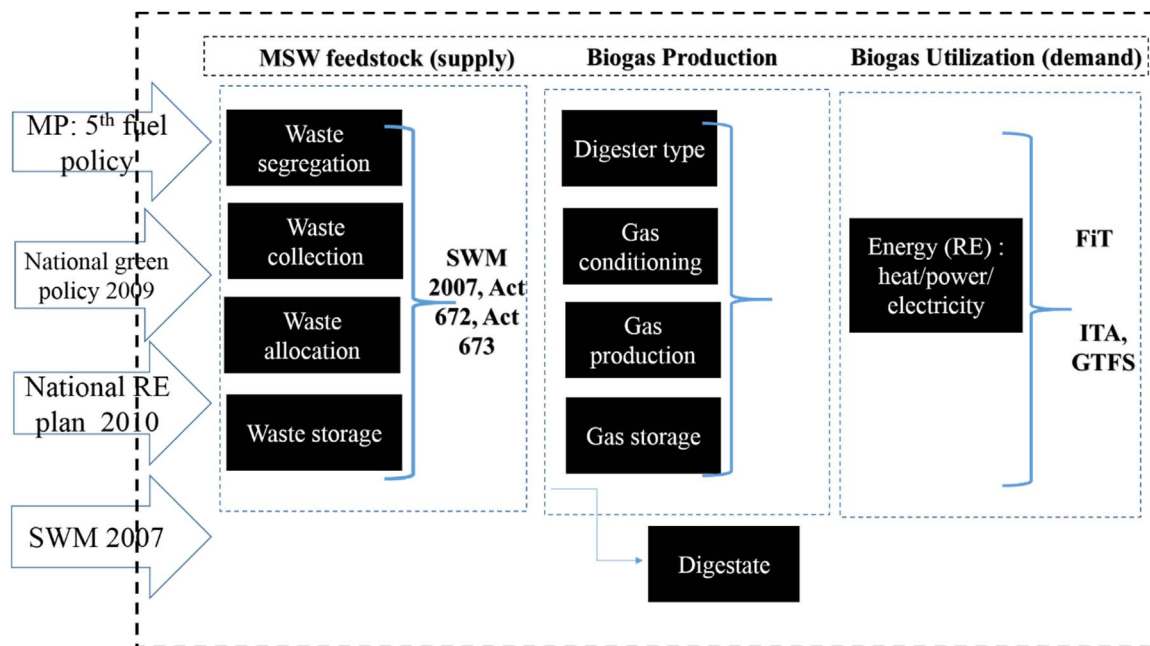 MSW feedstock (supply)
Biogas Production
Biogas Utilization (demand)
MP: 5th fuel
policy
National green
policy 2009
National RE
plan 2010
SWM 2007
Waste
segregation
Waste
collection
Waste
allocation
Waste storage
SWM
2007, Act
672, Act
673
Digester type
Gas
conditioning
Gas
production
Gas storage
Digestate
Energy (RE) :
heat/power/
electricity
FiT
ITA,
GTFS